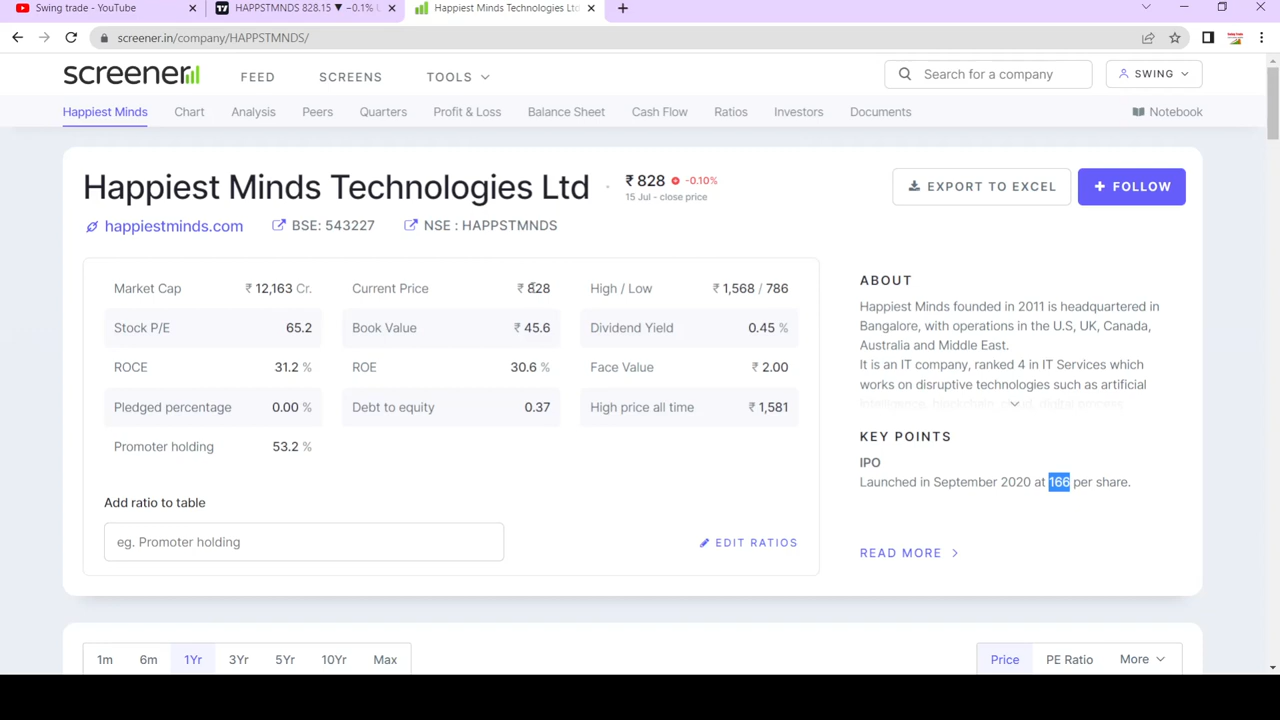 Swing trade - YouTube
HAPPSTMNDS 828.15 ▼ −0.1%
Happiest Minds Technologies Ltd
screener.in/company/HAPPSTMNDS/
screener
FEED
SCREENS
TOOLS
Search for a company
SWING
Happiest Minds
Chart
Analysis
Peers
Quarters
Profit & Loss
Balance Sheet
Cash Flow
Ratios
Investors
Documents
Notebook
Happiest Minds Technologies Ltd
₹ 828 -0.10%
15 Jul - close price
EXPORT TO EXCEL
+ FOLLOW
happiestminds.com
BSE: 543227
NSE : HAPPSTMNDS
Market Cap ₹ 12,163 Cr.
Current Price ₹ 828
High / Low ₹ 1,568 / 786
Stock P/E 65.2
Book Value ₹ 45.6
Dividend Yield 0.45 %
ROCE 31.2 %
ROE 30.6 %
Face Value ₹ 2.00
Pledged percentage 0.00 %
Debt to equity 0.37
High price all time ₹ 1,581
Promoter holding 53.2 %
Add ratio to table
eg. Promoter holding
EDIT RATIOS
ABOUT
Happiest Minds founded in 2011 is headquartered in
Bangalore, with operations in the U.S, UK, Canada,
Australia and Middle East.
It is an IT company, ranked 4 in IT Services which
works on disruptive technologies such as artificial
intelligence, blockchain, cloud, digital process
KEY POINTS
IPO
Launched in September 2020 at 166 per share.
READ MORE
1m
6m
1Yr
3Yr
5Yr
10Yr
Max
Price
PE Ratio
More